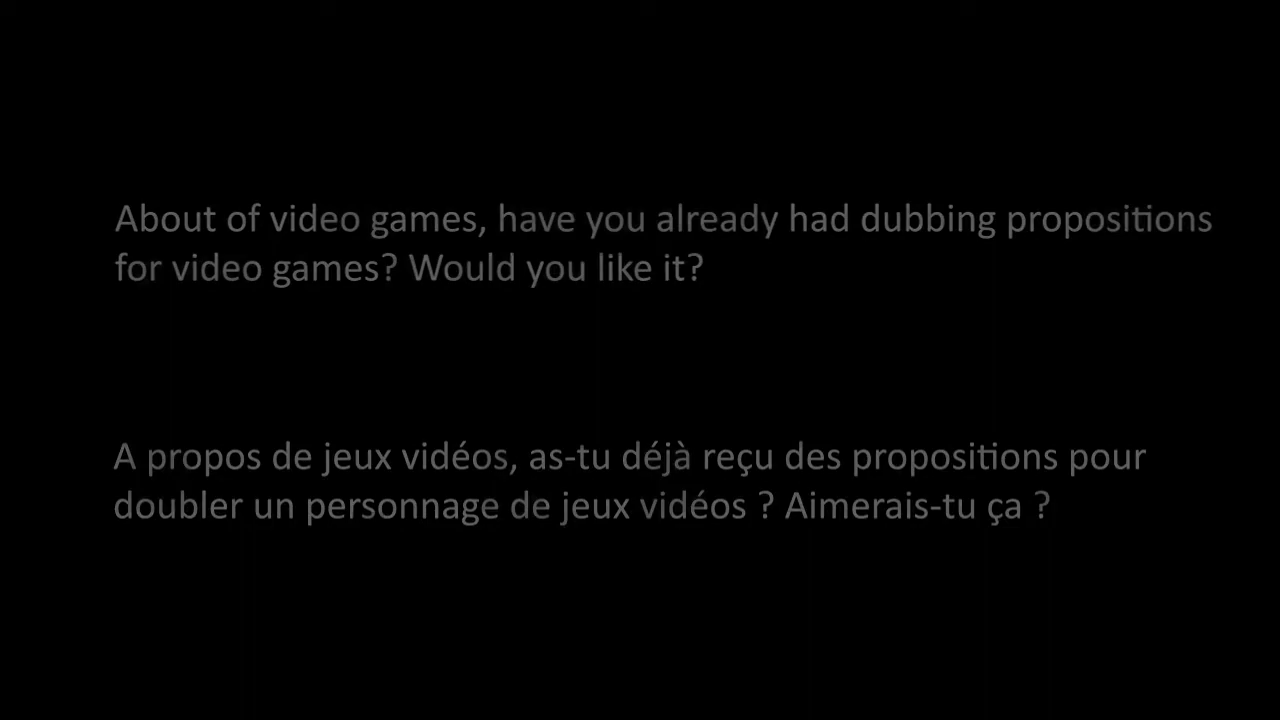 About of video games, have you already had dubbing propositions
for video games? Would you like it?
A propos de jeux vidéos, as-tu déjà reçu des propositions pour
doubler un personnage de jeux vidéos ? Aimerais-tu ça ?